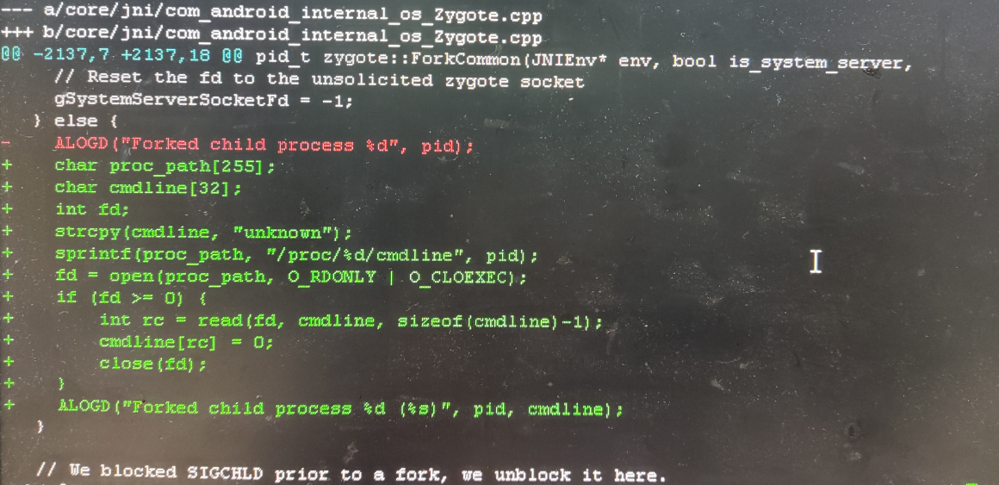 --- a/core/jni/com_android_internal_os_Zygote.cpp
+++ b/core/jni/com_android_internal_os_Zygote.cpp
@@ -2137,7 +2137,18 @@ pid_t zygote::ForkCommon(JNIEnv* env, bool is_system_server,
     // Reset the fd to the unsolicited zygote socket
     gSystemServerSocketFd = -1;
   } else {
-    ALOGD("Forked child process %d", pid);
+    char proc_path[255];
+    char cmdline[32];
+    int fd;
+    strcpy(cmdline, "unknown");
+    sprintf(proc_path, "/proc/%d/cmdline", pid);
+    fd = open(proc_path, O_RDONLY | O_CLOEXEC);
+    if (fd >= 0) {
+        int rc = read(fd, cmdline, sizeof(cmdline)-1);
+        cmdline[rc] = 0;
+        close(fd);
+    }
+    ALOGD("Forked child process %d (%s)", pid, cmdline);
   }

   // We blocked SIGCHLD prior to a fork, we unblock it here.